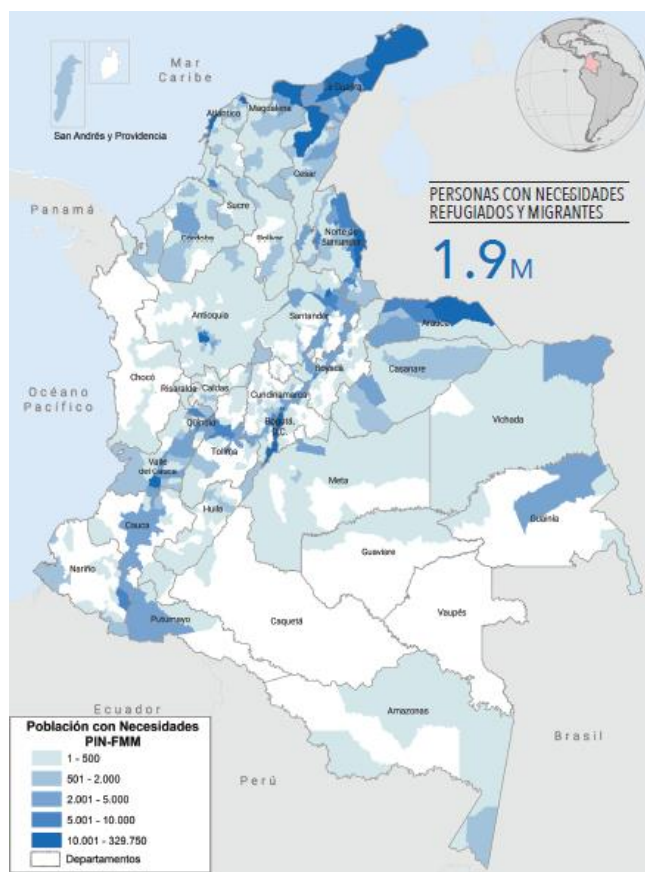 Mar
Caribe
San Andrés y Providencia
Panamá
Océano
Pacífico
La Guajira
Atlántico
Magdalena
Cesar
Sucre
Córdoba
Bolívar
Norte de
Santander
PERSONAS CON NECESIDADES
REFUGIADOS Y MIGRANTES
1.9M
Antioquia
Santander
Arauca
Chocó
Boyacá
Casanare
Risaralda
Caldas
Cundinamarca
Vichada
Quindío
Bogotá,
D.C.
Tolima
Valle
del Cauca
Meta
Cauca
Huila
Guainía
Guaviare
Nariño
Putumayo
Caquetá
Vaupés
Ecuador
Amazonas
Brasil
Perú
Población con Necesidades
PIN-FMM
1 - 500
501 - 2.000
2.001 - 5.000
5.001 - 10.000
10.001 - 329.750
Departamentos